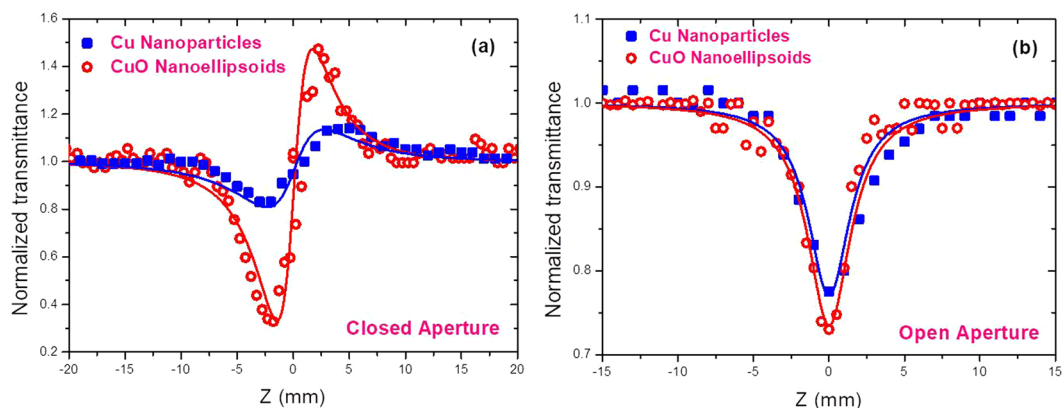 1.6
1.4
1.2
1.0
0.8
0.6
0.4
0.2
Normalized transmittance
Cu Nanoparticles
CuO Nanoellipsoids
(a)
Closed Aperture
-20 -15 -10 -5 0 5 10 15 20
Z (mm)
1.1
1.0
0.9
0.8
0.7
Normalized transmittance
Cu Nanoparticles
CuO Nanoellipsoids
(b)
Open Aperture
-15 -10 -5 0 5 10 15
Z (mm)